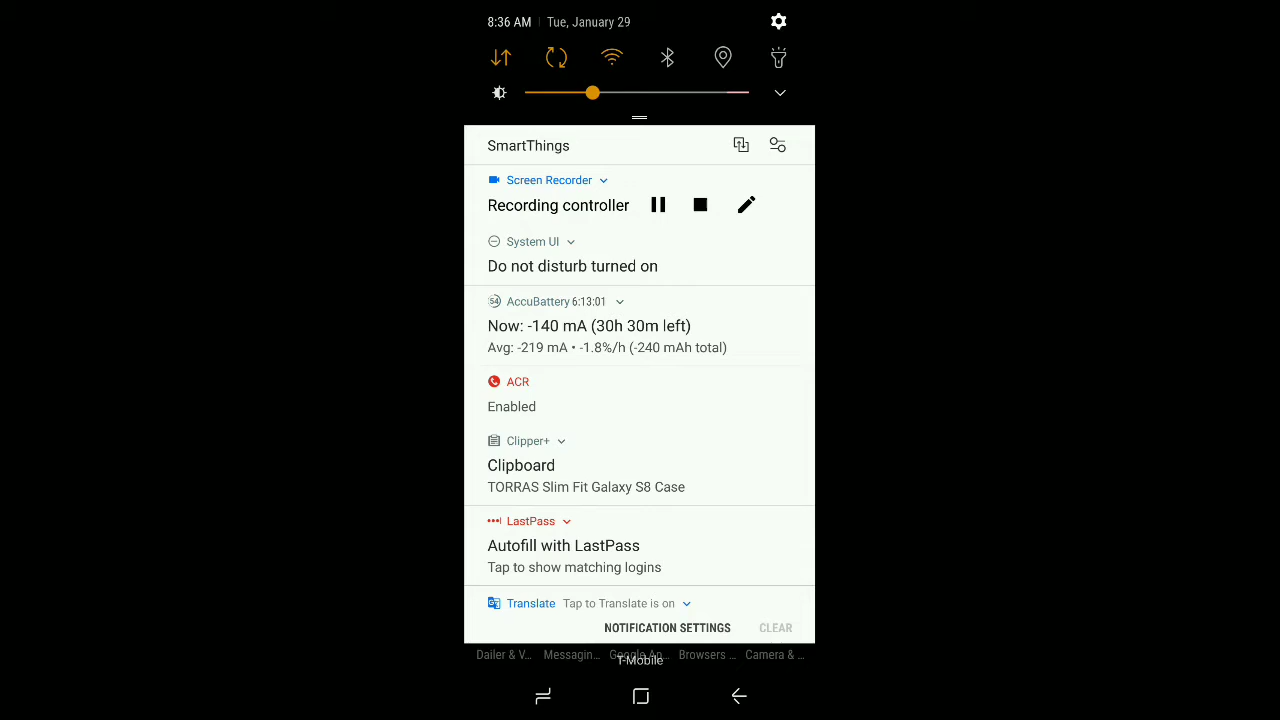 8:36 AM | Tue, January 29
SmartThings
Screen Recorder
Recording controller
System UI
Do not disturb turned on
54 AccuBattery 6:13:01
Now: -140 mA (30h 30m left)
Avg: -219 mA • -1.8%/h (-240 mAh total)
ACR
Enabled
Clipper+
Clipboard
TORRAS Slim Fit Galaxy S8 Case
LastPass
Autofill with LastPass
Tap to show matching logins
Translate Tap to Translate is on
NOTIFICATION SETTINGS CLEAR
Dailer & V... Messagin... Google Ap... Browsers ... Camera & ...
T-Mobile